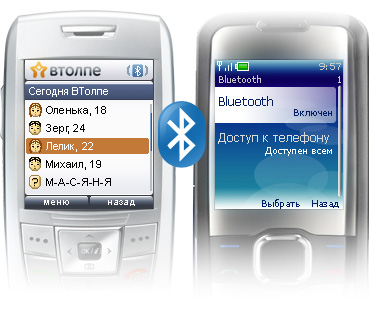 втолпе
Сегодня ВТолпе
Оленька, 18
Зерг, 24
Лелик, 22
Михаил, 19
М-А-С-Я-Н-Я
меню назад
9:57
Bluetooth 1
Bluetooth
Включен
Доступ к телефону
Доступен всем
Выбрать Назад